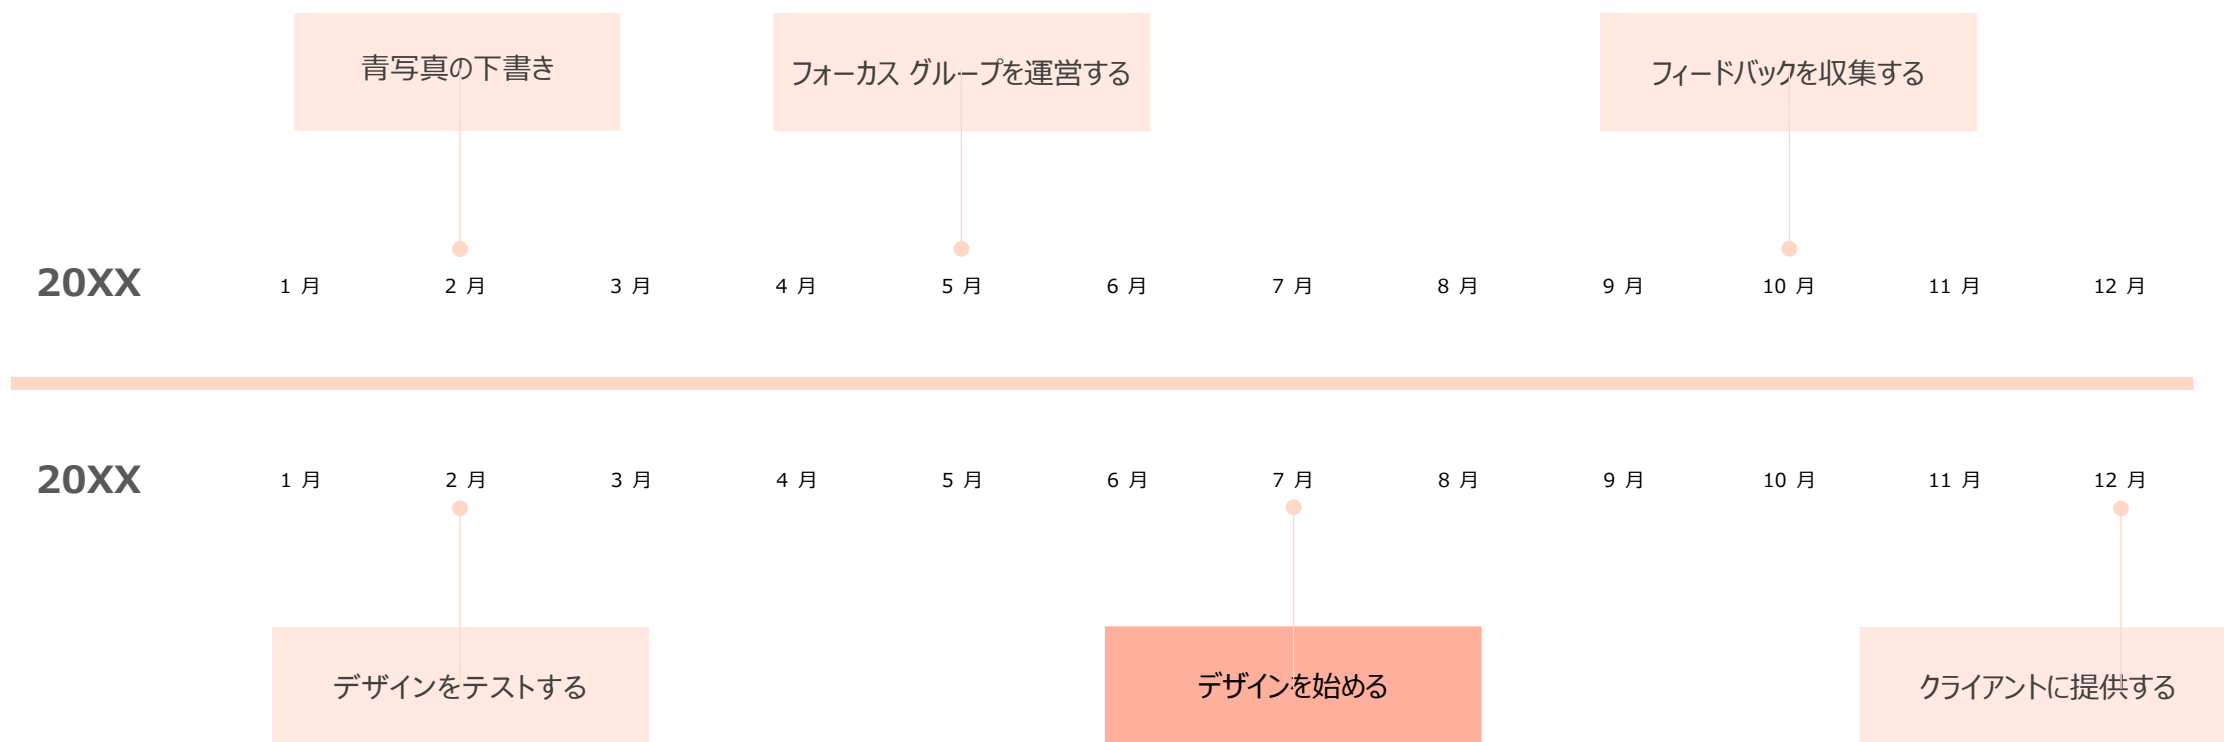 青写真の下書き
フォーカス グループを運営する
フィードバックを収集する
20XX
1 月
2 月
3 月
4 月
5 月
6 月
7 月
8 月
9 月
10 月
11 月
12 月
20XX
1 月
2 月
3 月
4 月
5 月
6 月
7 月
8 月
9 月
10 月
11 月
12 月
デザインをテストする
デザインを始める
クライアントに提供する